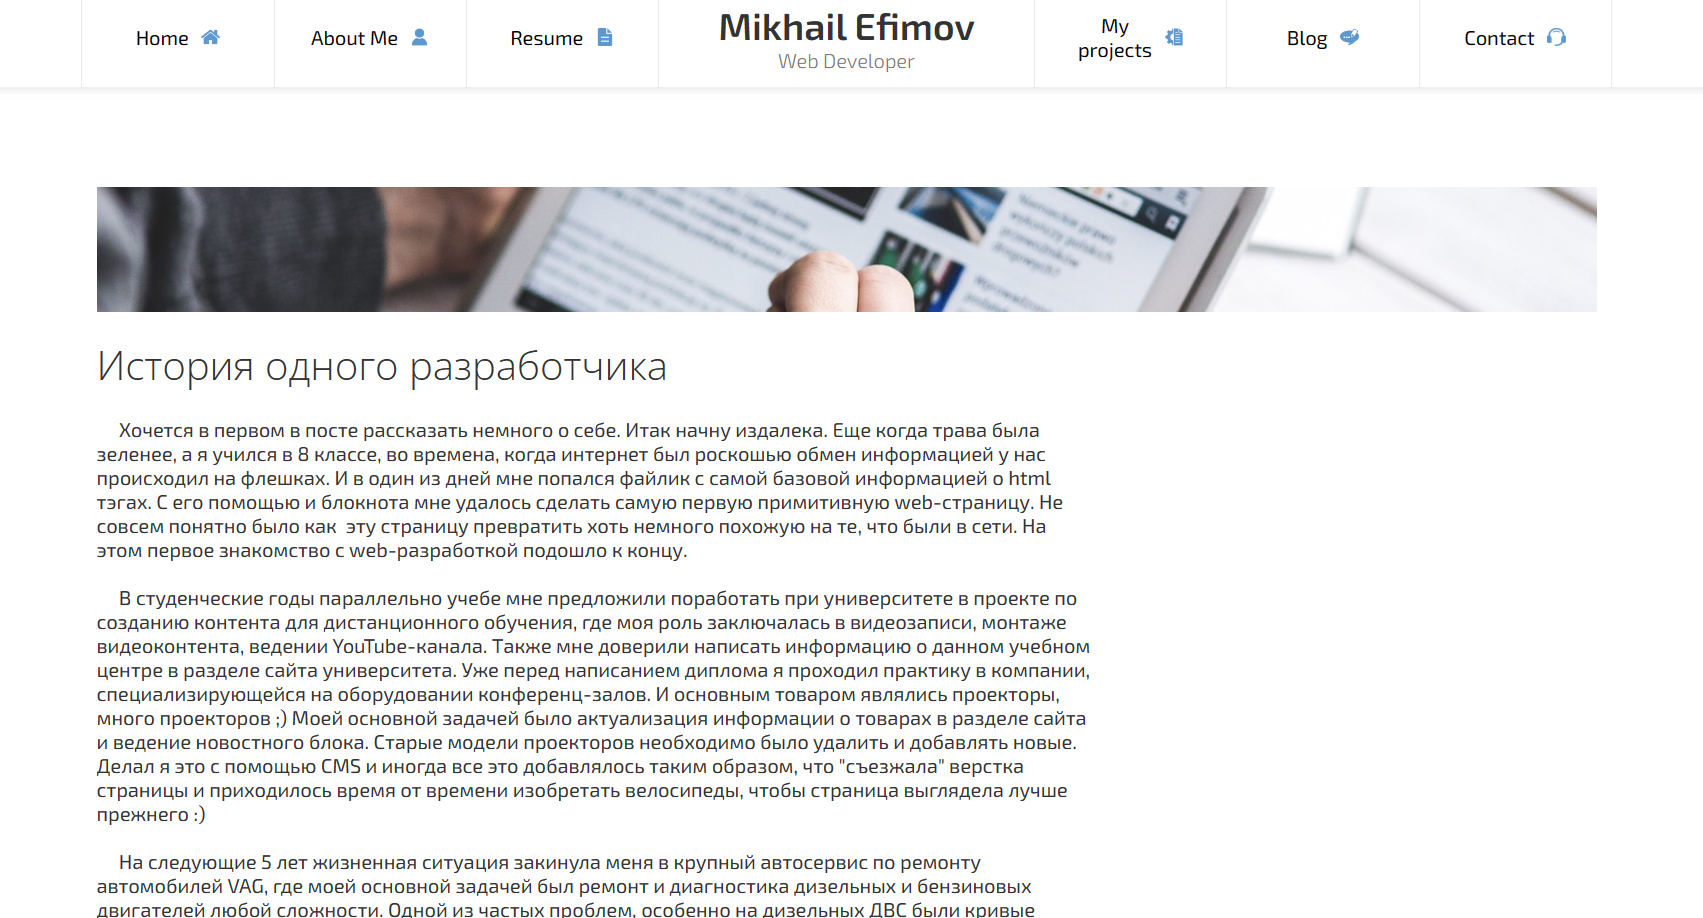 Home
About Me
Resume
Mikhail Efimov
Web Developer
My
projects
Blog
Contact
История одного разработчика
Хочется в первом в посте рассказать немного о себе. Итак начну издалека. Еще когда трава была
зеленее, а я учился в 8 классе, во времена, когда интернет был роскошью обмен информацией у нас
происходил на флешках. И в один из дней мне попался файлик с самой базовой информацией о html
тэгах. С его помощью и блокнота мне удалось сделать самую первую примитивную web-страницу. Не
совсем понятно было как  эту страницу превратить хоть немного похожую на те, что были в сети. На
этом первое знакомство с web-разработкой подошло к концу.
В студенческие годы параллельно учебе мне предложили поработать при университете в проекте по
созданию контента для дистанционного обучения, где моя роль заключалась в видеозаписи, монтаже
видеоконтента, ведении YouTube-канала. Также мне доверили написать информацию о данном учебном
центре в разделе сайта университета. Уже перед написанием диплома я проходил практику в компании,
специализирующейся на оборудовании конференц-залов. И основным товаром являлись проекторы,
много проекторов ;) Моей основной задачей было актуализация информации о товарах в разделе сайта
и ведение новостного блока. Старые модели проекторов необходимо было удалить и добавлять новые.
Делал я это с помощью CMS и иногда все это добавлялось таким образом, что "съезжала" верстка
страницы и приходилось время от времени изобретать велосипеды, чтобы страница выглядела лучше
прежнего :)
На следующие 5 лет жизненная ситуация закинула меня в крупный автосервис по ремонту
автомобилей VAG, где моей основной задачей был ремонт и диагностика дизельных и бензиновых
двигателей любой сложности. Одной из частых проблем, особенно на дизельных ДВС были кривые